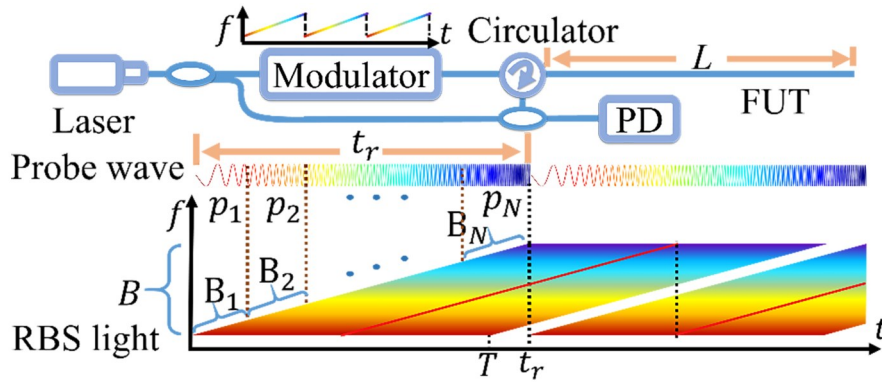 f
t
Circulator
Modulator
L
FUT
PD
Laser
t_r
Probe wave
f
p_1
p_2
p_N
B_N
B_2
B
B_1
RBS light
T
t_r
t